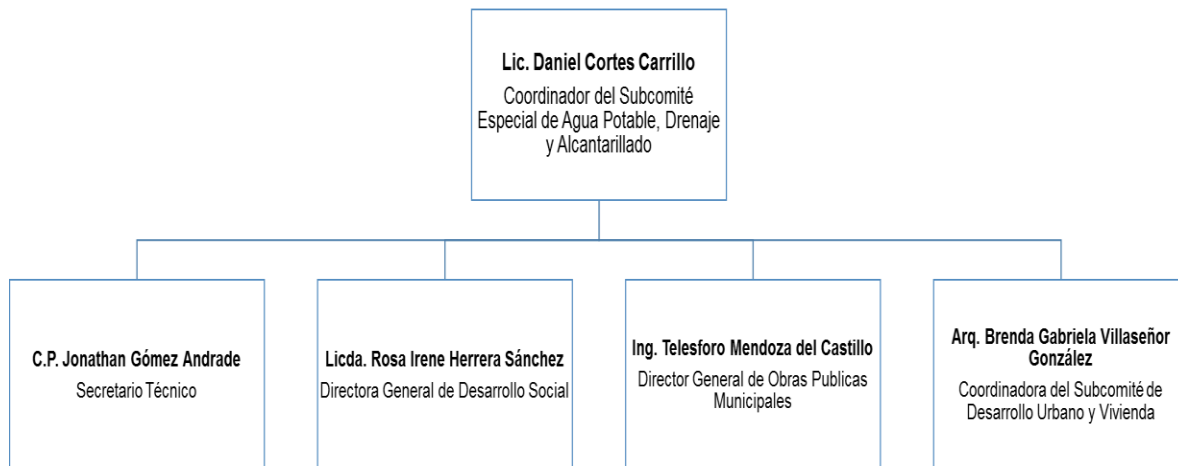 Lic. Daniel Cortes Carrillo
Coordinador del Subcomité
Especial de Agua Potable, Drenaje
y Alcantarillado
C.P. Jonathan Gómez Andrade
Secretario Técnico
Licda. Rosa Irene Herrera Sánchez
Directora General de Desarrollo Social
Ing. Telesforo Mendoza del Castillo
Director General de Obras Publicas
Municipales
Arq. Brenda Gabriela Villaseñor
González
Coordinadora del Subcomité de
Desarrollo Urbano y Vivienda